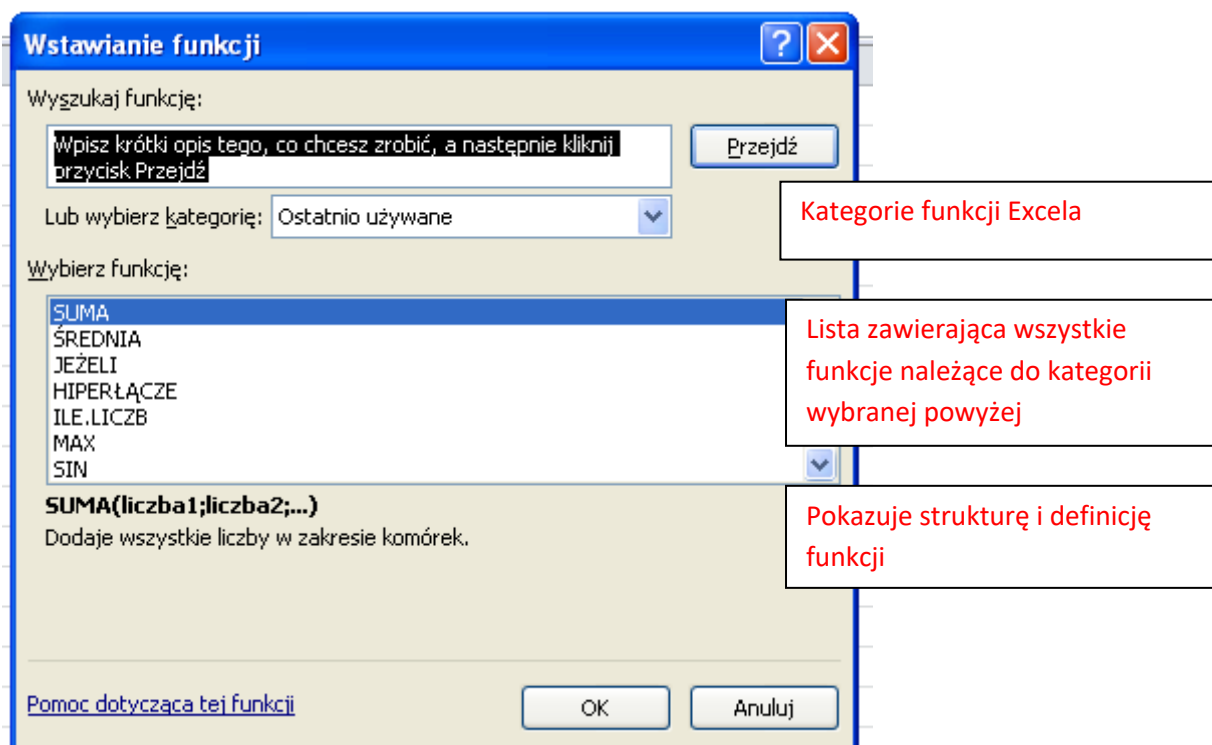 Wstawianie funkcji
Wyszukaj funkcję:
Wpisz krótki opis tego, co chcesz zrobić, a następnie kliknij
przycisk Przejdź
Przejdź
Lub wybierz kategorię: Ostatnio używane
Kategorie funkcji Excela
Wybierz funkcję:
SUMA
ŚREDNIA
JEŻELI
HIPERŁĄCZE
ILE.LICZB
MAX
SIN
Lista zawierająca wszystkie
funkcje należące do kategorii
wybranej powyżej
SUMA(liczba1;liczba2;...)
Dodaje wszystkie liczby w zakresie komórek.
Pokazuje strukturę i definicję
funkcji
Pomoc dotycząca tej funkcji
OK
Anuluj